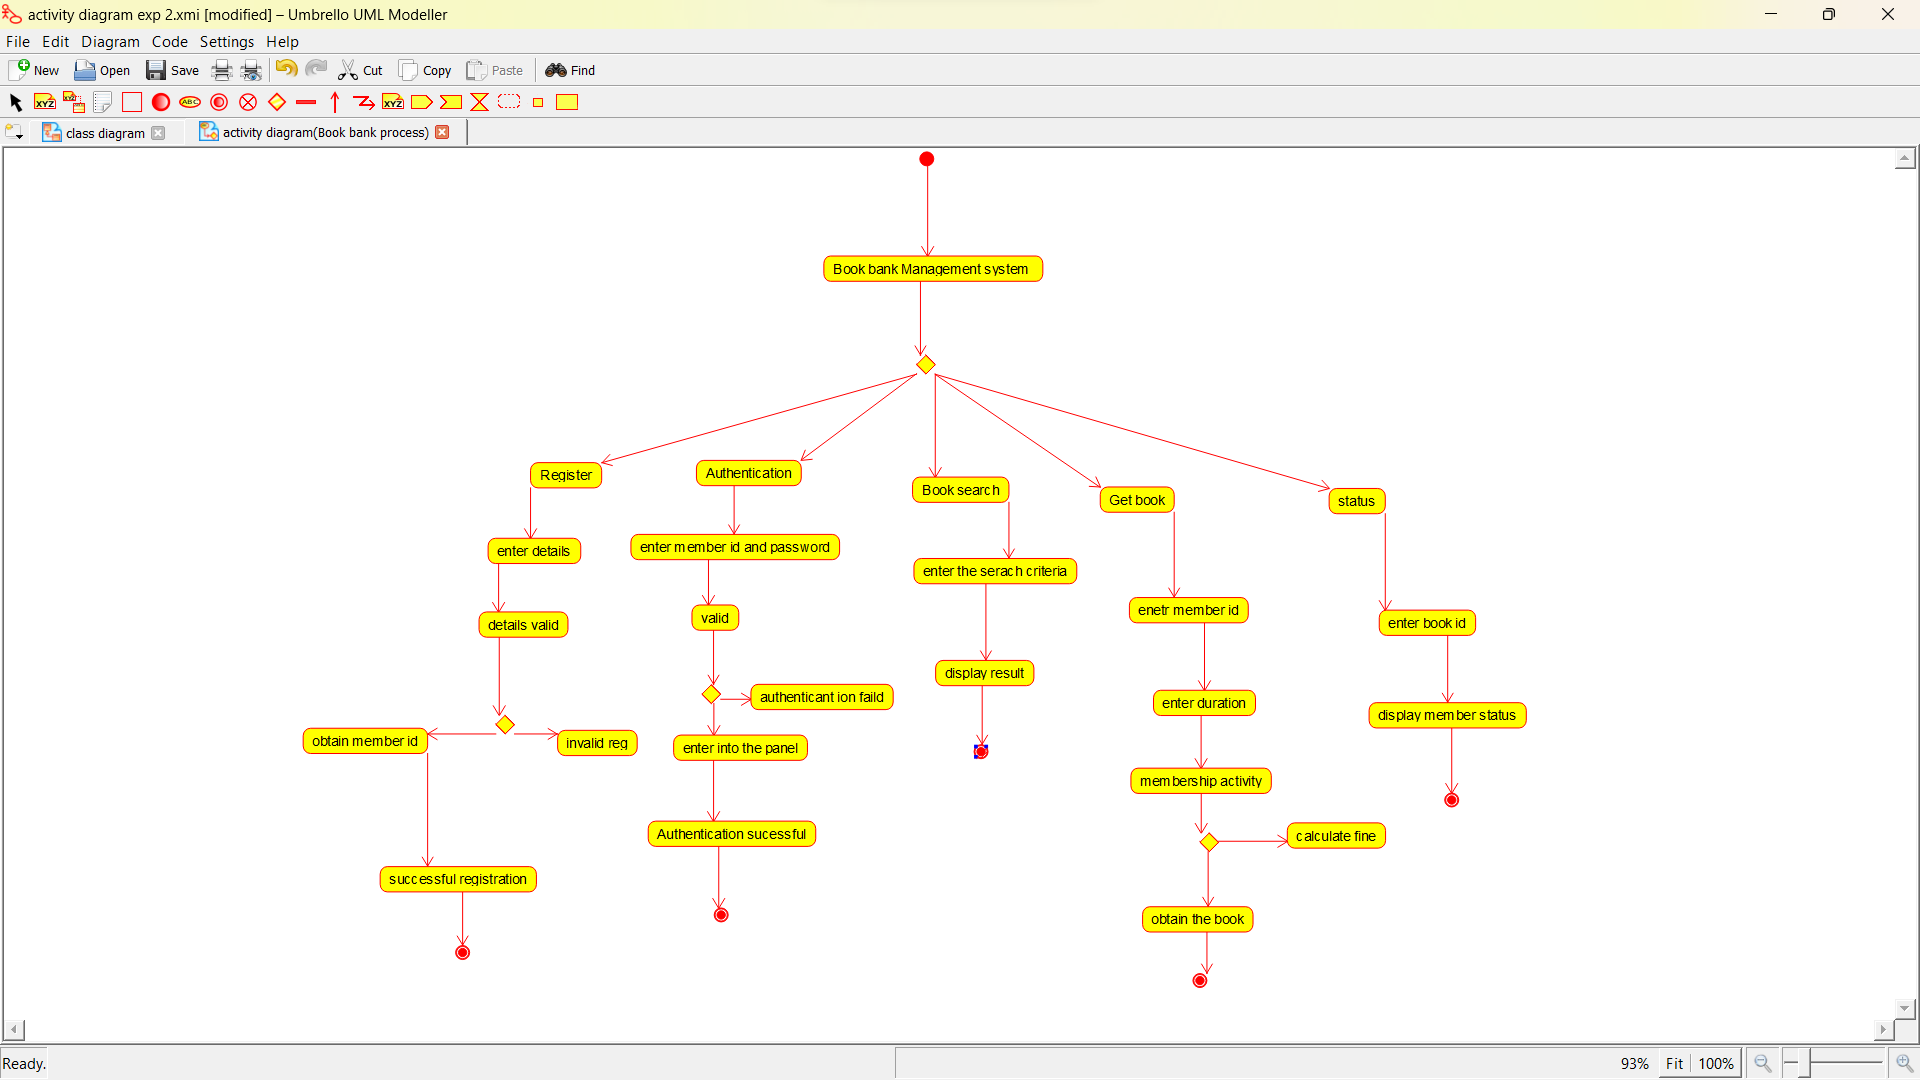 activity diagram exp 2.xmi [modified] – Umbrello UML Modeller
File Edit Diagram Code Settings Help
New Open Save Cut Copy Paste Find
XYZ XYZ ABC XYZ
class diagram activity diagram(Book bank process)
Book bank Management system
Register
Authentication
Book search
Get book
status
enter details
enter member id and password
enter the serach criteria
enetr member id
enter book id
details valid
valid
display result
enter duration
display member status
authenticant ion faild
obtain member id
invalid reg
enter into the panel
membership activity
Authentication sucessful
calculate fine
successful registration
obtain the book
Ready.
93% Fit 100%